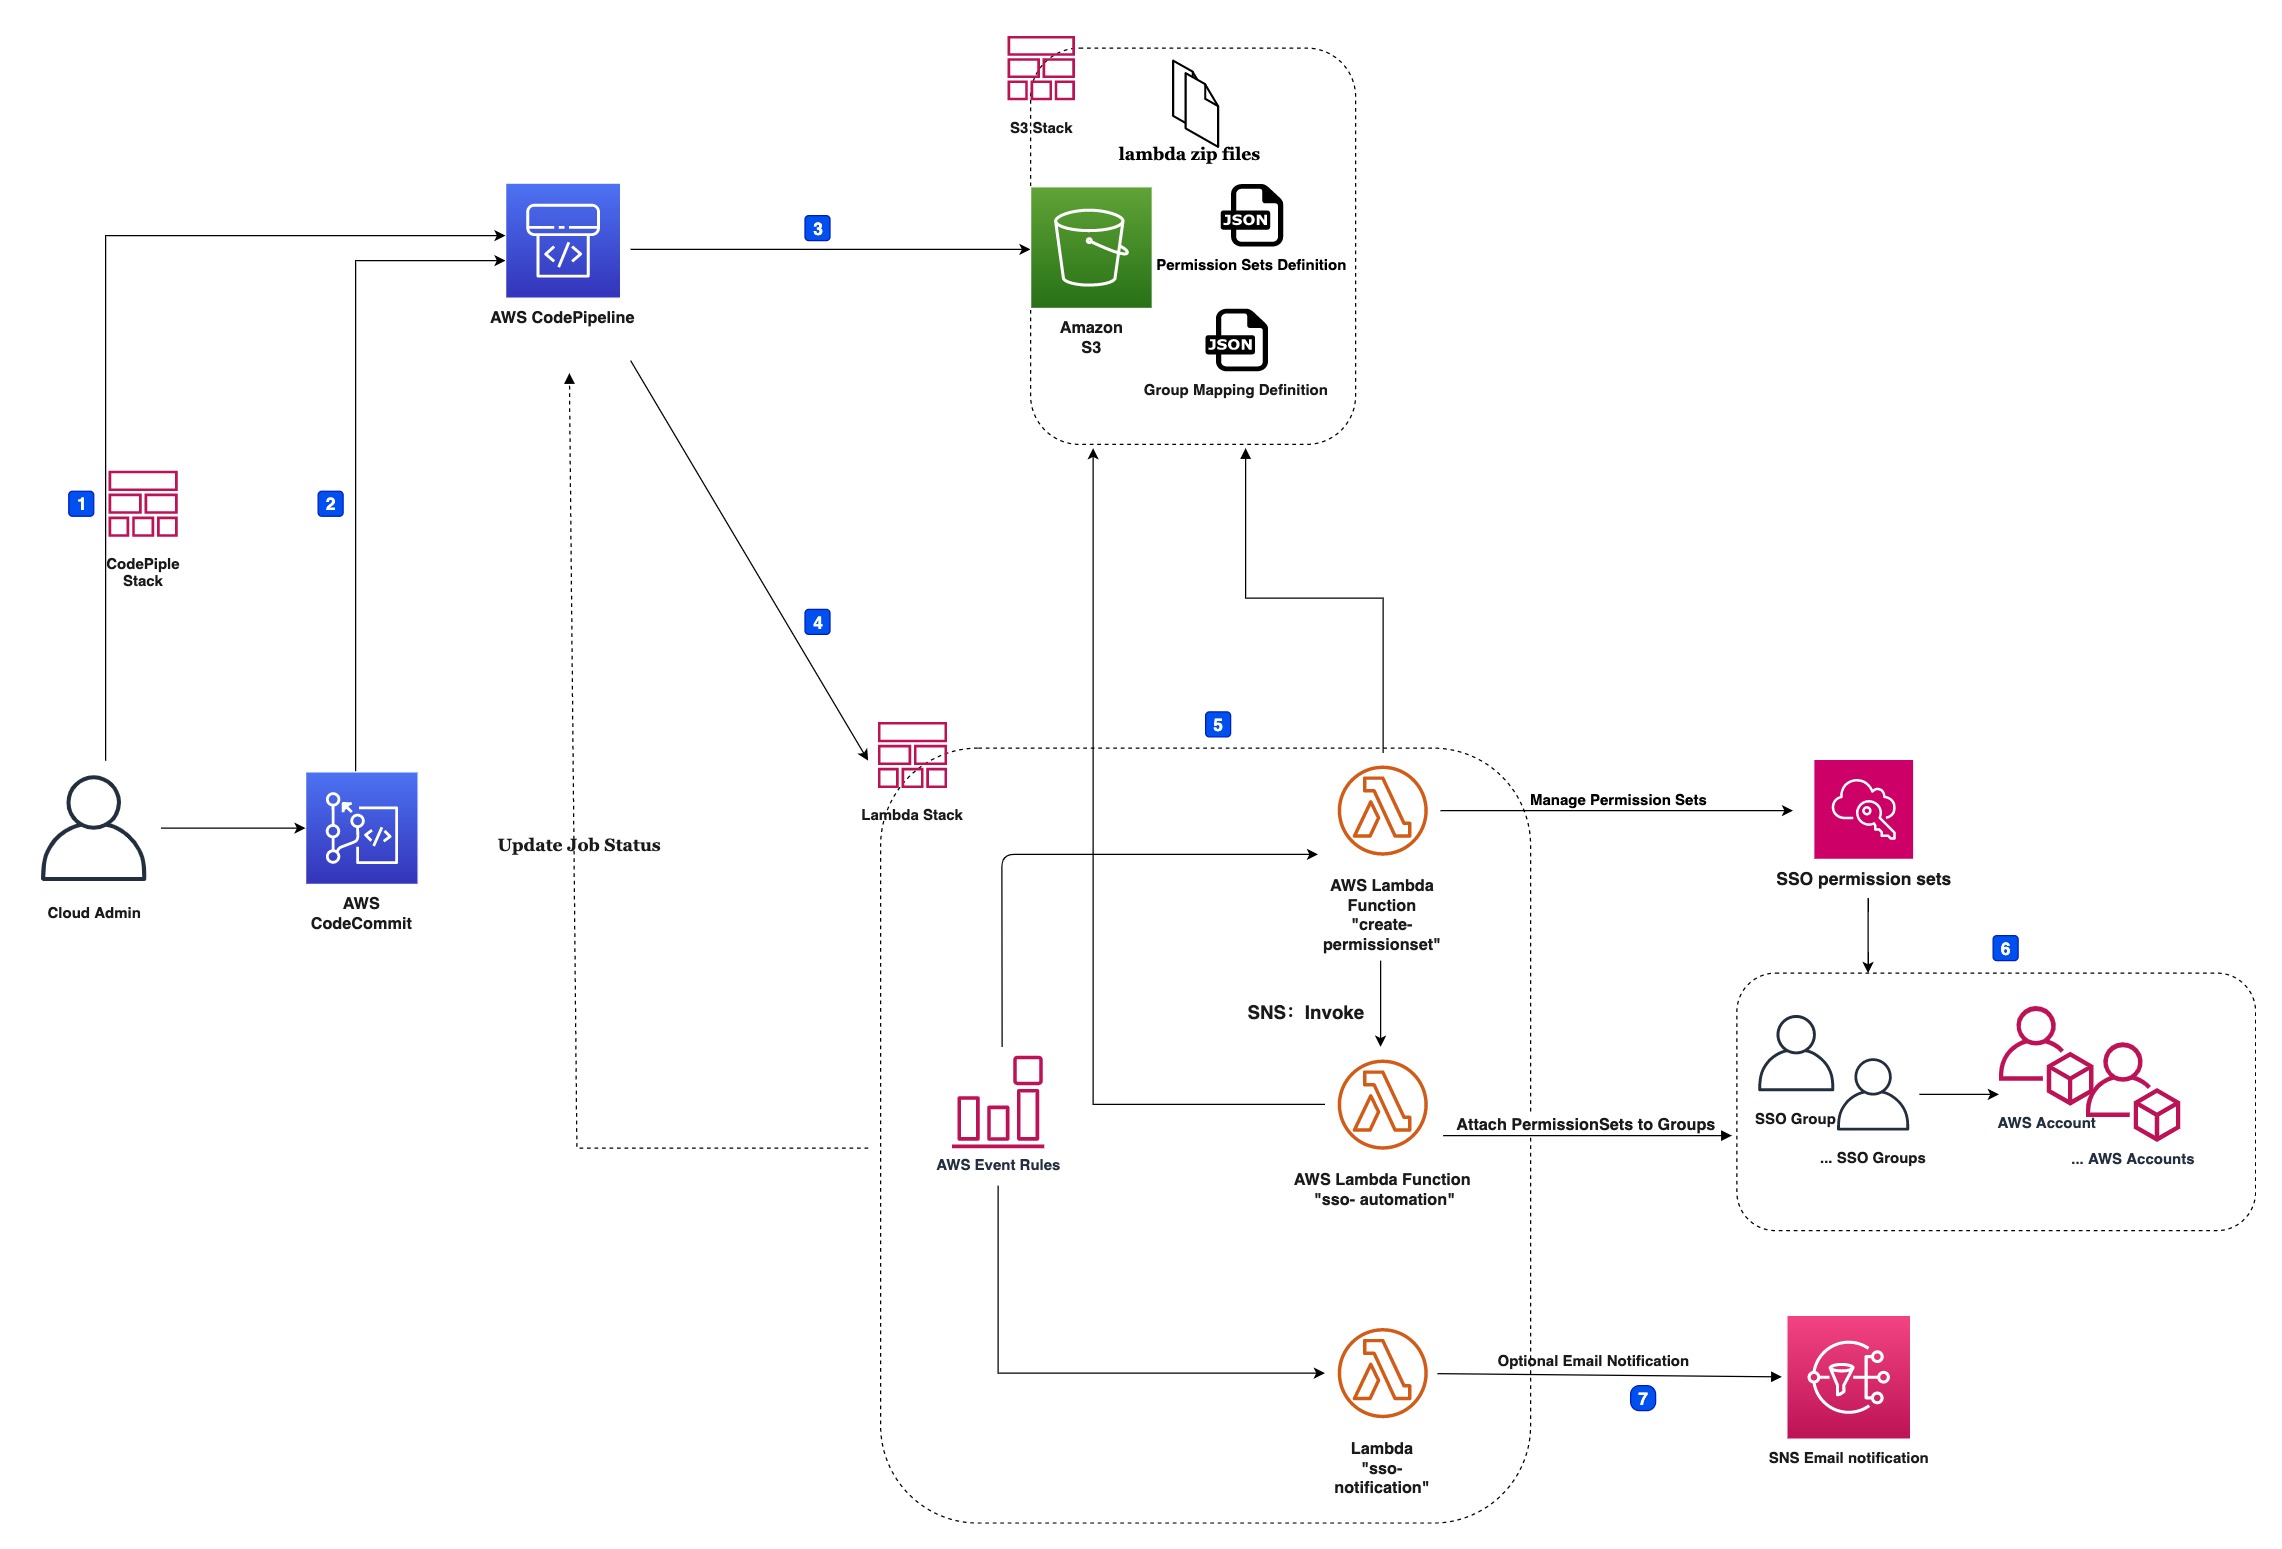 S3 Stack
lambda zip files
JSON
Permission Sets Definition
3
AWS CodePipeline
Amazon
S3
JSON
Group Mapping Definition
1
CodePiple
Stack
2
4
5
Lambda Stack
Update Job Status
Cloud Admin
AWS
CodeCommit
AWS Lambda
Function
"create-
permissionset"
Manage Permission Sets
SSO permission sets
6
SNS: Invoke
AWS Event Rules
AWS Lambda Function
"sso- automation"
Attach PermissionSets to Groups
SSO Group
... SSO Groups
AWS Account
... AWS Accounts
Optional Email Notification
7
Lambda
"sso-
notification"
SNS Email notification